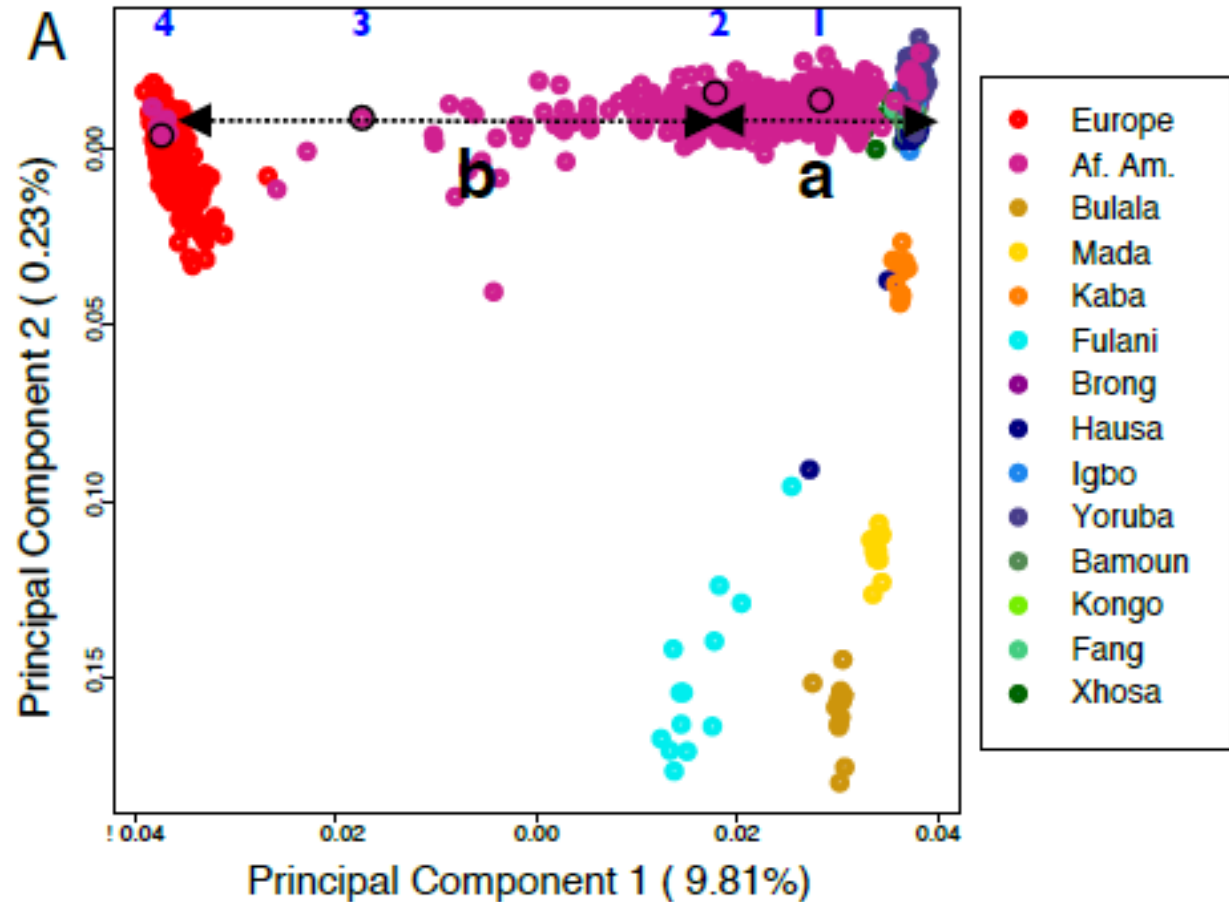 A
4 3 2 1
b a
0.00
0.05
0.10
0.15
Principal Component 2 ( 0.23%)
! 0.04 0.02 0.00 0.02 0.04
Principal Component 1 ( 9.81%)
Europe
Af. Am.
Bulala
Mada
Kaba
Fulani
Brong
Hausa
Igbo
Yoruba
Bamoun
Kongo
Fang
Xhosa